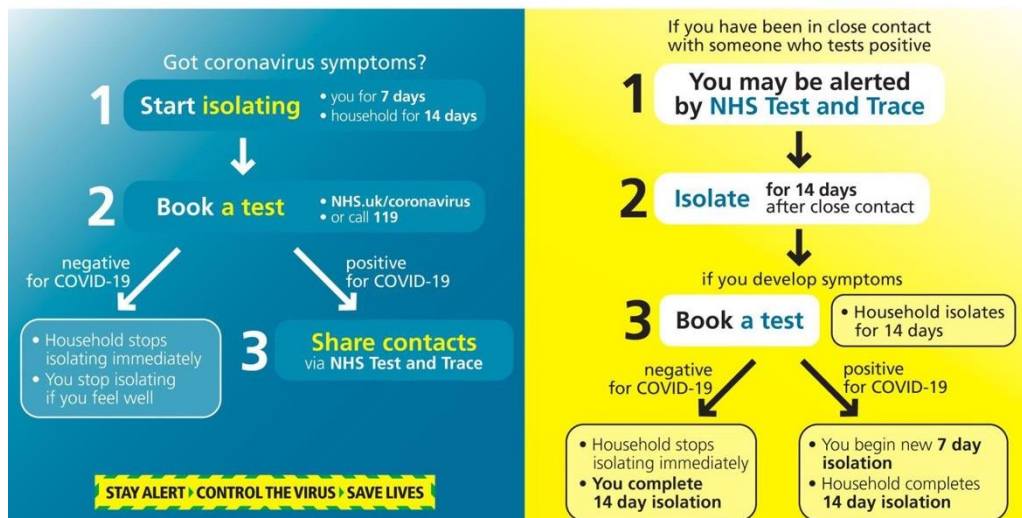 Got coronavirus symptoms?
1 Start isolating
• you for 7 days
• household for 14 days
2 Book a test
• NHS.uk/coronavirus
• or call 119
negative
for COVID-19
positive
for COVID-19
• Household stops
isolating immediately
• You stop isolating
if you feel well
3 Share contacts
via NHS Test and Trace
STAY ALERT CONTROL THE VIRUS SAVE LIVES
If you have been in close contact
with someone who tests positive
1 You may be alerted
by NHS Test and Trace
2 Isolate
for 14 days
after close contact
if you develop symptoms
3 Book a test
• Household isolates
for 14 days
negative
for COVID-19
positive
for COVID-19
• Household stops
isolating immediately
• You complete
14 day isolation
• You begin new 7 day
isolation
• Household completes
14 day isolation